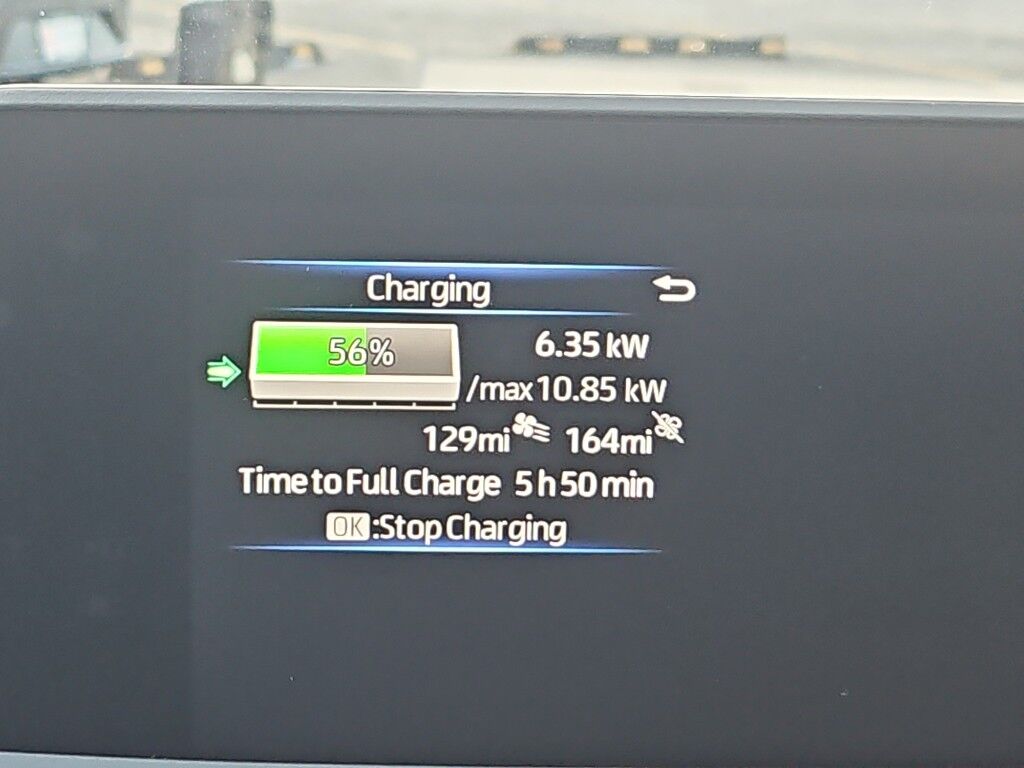 Charging
56%
6.35 kW
/max 10.85 kW
129mi 164mi
Time to Full Charge 5 h 50 min
OK:Stop Charging